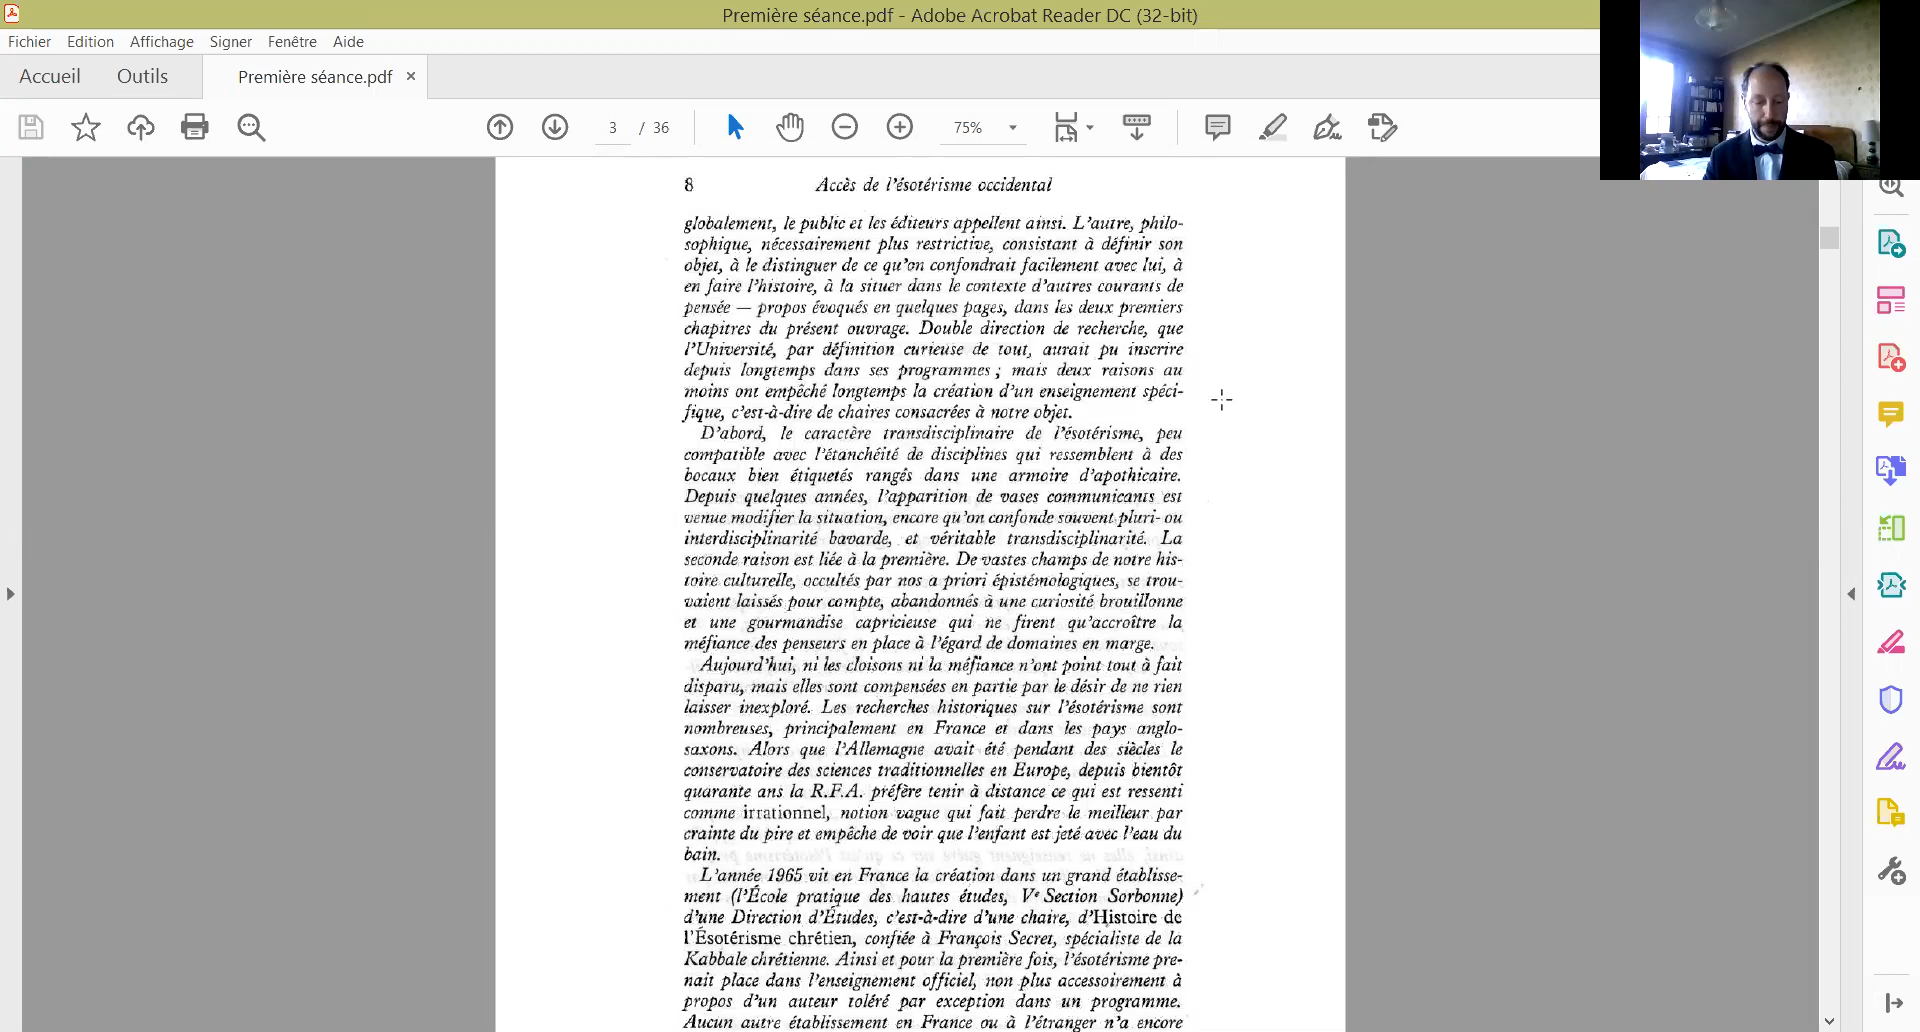 Première séance.pdf - Adobe Acrobat Reader DC (32-bit)
Fichier Edition Affichage Signer Fenêtre Aide
Accueil Outils Première séance.pdf ×
3 / 36 75%
8 Accès de l'ésotérisme occidental
globalement, le public et les éditeurs appellent ainsi. L'autre, philo-
sophique, nécessairement plus restrictive, consistant à définir son
objet, à le distinguer de ce qu'on confondrait facilement avec lui, à
en faire l'histoire, à la situer dans le contexte d'autres courants de
pensée — propos évoqués en quelques pages, dans les deux premiers
chapitres du présent ouvrage. Double direction de recherche, que
l'Université, par définition curieuse de tout, aurait pu inscrire
depuis longtemps dans ses programmes ; mais deux raisons au
moins ont empêché longtemps la création d'un enseignement spéci-
fique, c'est-à-dire de chaires consacrées à notre objet.
D'abord, le caractère transdisciplinaire de l'ésotérisme, peu
compatible avec l'étanchéité de disciplines qui ressemblent à des
bocaux bien étiquetés rangés dans une armoire d'apothicaire.
Depuis quelques années, l'apparition de vases communicants est
venue modifier la situation, encore qu'on confonde souvent pluri- ou
interdisciplinarité bavarde, et véritable transdisciplinarité. La
seconde raison est liée à la première. De vastes champs de notre his-
toire culturelle, occultés par nos a priori épistémologiques, se trou-
vaient laissés pour compte, abandonnés à une curiosité brouillonne
et une gourmandise capricieuse qui ne firent qu'accroître la
méfiance des penseurs en place à l'égard de domaines en marge.
Aujourd'hui, ni les cloisons ni la méfiance n'ont point tout à fait
disparu, mais elles sont compensées en partie par le désir de ne rien
laisser inexploré. Les recherches historiques sur l'ésotérisme sont
nombreuses, principalement en France et dans les pays anglo-
saxons. Alors que l'Allemagne avait été pendant des siècles le
conservatoire des sciences traditionnelles en Europe, depuis bientôt
quarante ans la R.F.A. préfère tenir à distance ce qui est ressenti
comme irrationnel, notion vague qui fait perdre le meilleur par
crainte du pire et empêche de voir que l'enfant est jeté avec l'eau du
bain.
L'année 1965 vit en France la création dans un grand établisse-
ment (l'École pratique des hautes études, Ve Section Sorbonne)
d'une Direction d'Études, c'est-à-dire d'une chaire, d'Histoire de
l'Ésotérisme chrétien, confiée à François Secret, spécialiste de la
Kabbale chrétienne. Ainsi et pour la première fois, l'ésotérisme pre-
nait place dans l'enseignement officiel, non plus accessoirement à
propos d'un auteur toléré par exception dans un programme.
Aucun autre établissement en France ou à l'étranger n'a encore